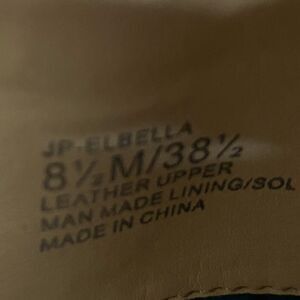 JP-ELBELLA
8½M/38½
LEATHER UPPER
MAN MADE LINING/SOL
MADE IN CHINA